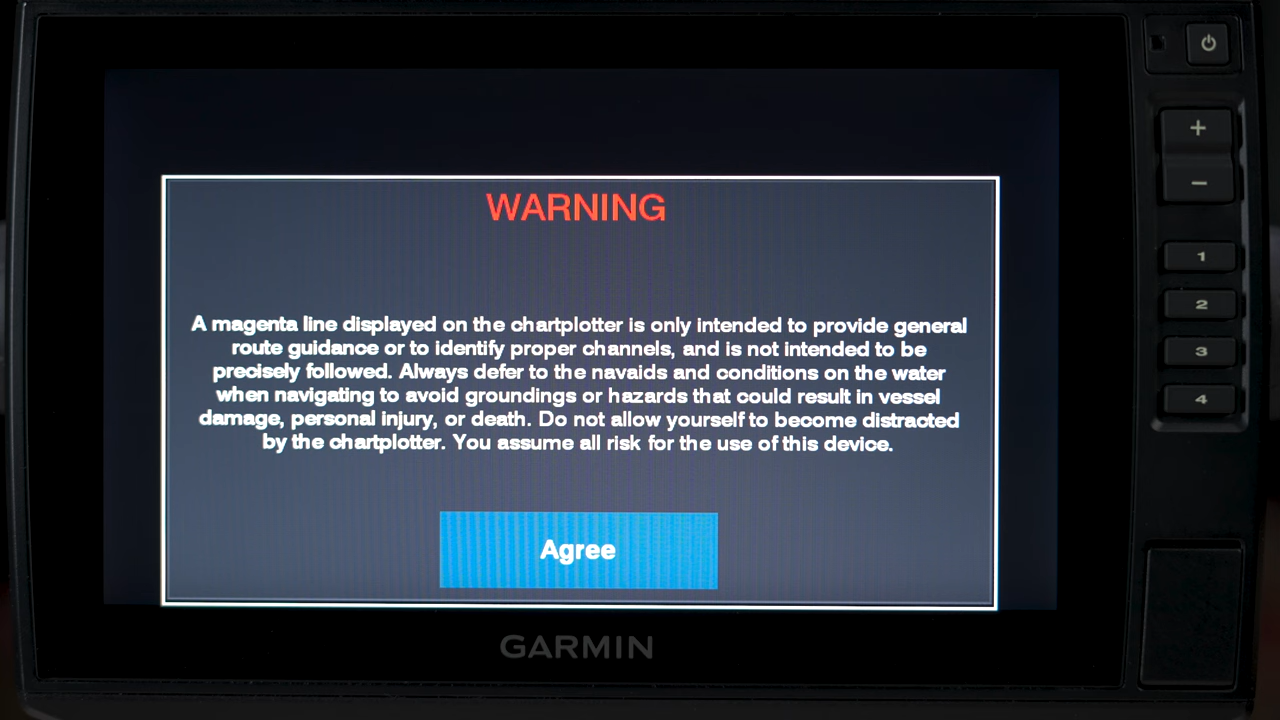 WARNING
A magenta line displayed on the chartplotter is only intended to provide general
route guidance or to identify proper channels, and is not intended to be
precisely followed. Always defer to the navaids and conditions on the water
when navigating to avoid groundings or hazards that could result in vessel
damage, personal injury, or death. Do not allow yourself to become distracted
by the chartplotter. You assume all risk for the use of this device.
Agree
GARMIN
+
−
1
2
3
4